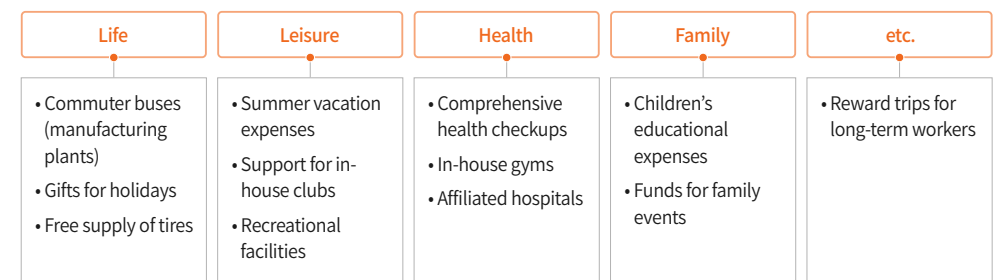 Life
• Commuter buses
(manufacturing
plants)
• Gifts for holidays
• Free supply of tires
Leisure
• Summer vacation
expenses
• Support for in-
house clubs
• Recreational
facilities
Health
• Comprehensive
health checkups
• In-house gyms
• Affiliated hospitals
Family
• Children’s
educational
expenses
• Funds for family
events
etc.
• Reward trips for
long-term workers